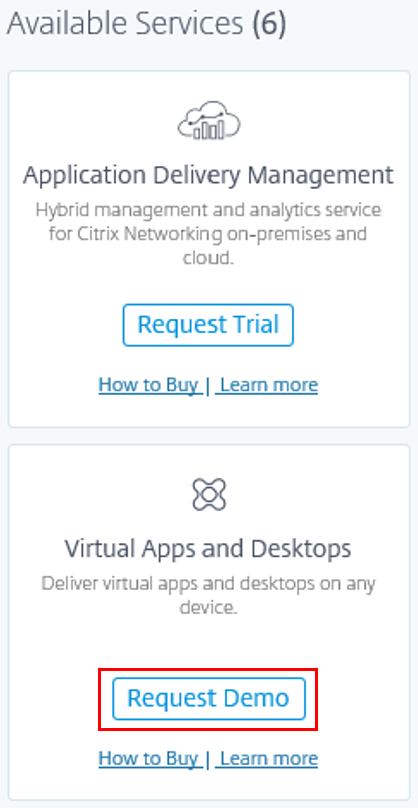 Available Services (6)
Application Delivery Management
Hybrid management and analytics service
for Citrix Networking on-premises and
cloud.
Request Trial
How to Buy | Learn more
Virtual Apps and Desktops
Deliver virtual apps and desktops on any
device.
Request Demo
How to Buy | Learn more